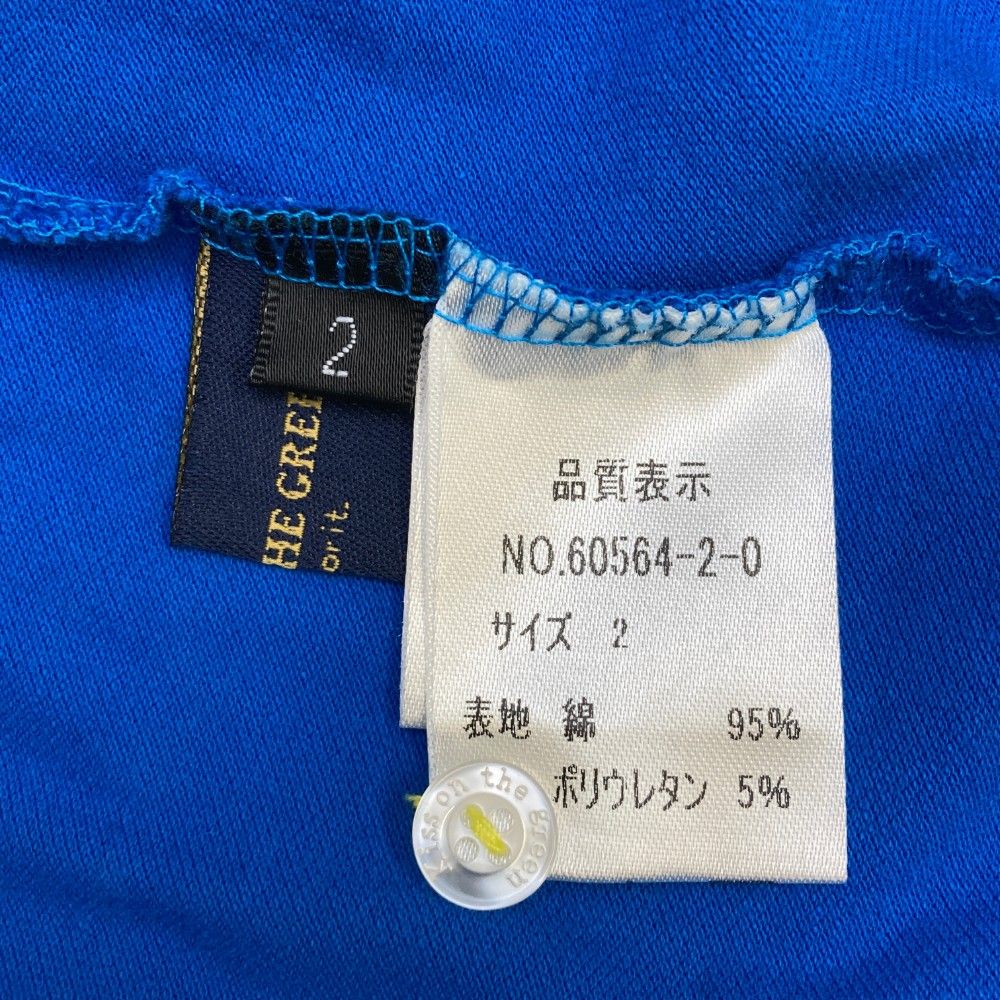 2
HE GREE
orit.
品質表示
NO.60564-2-0
サイズ 2
表地 綿 95%
ポリウレタン 5%
kiss on the green